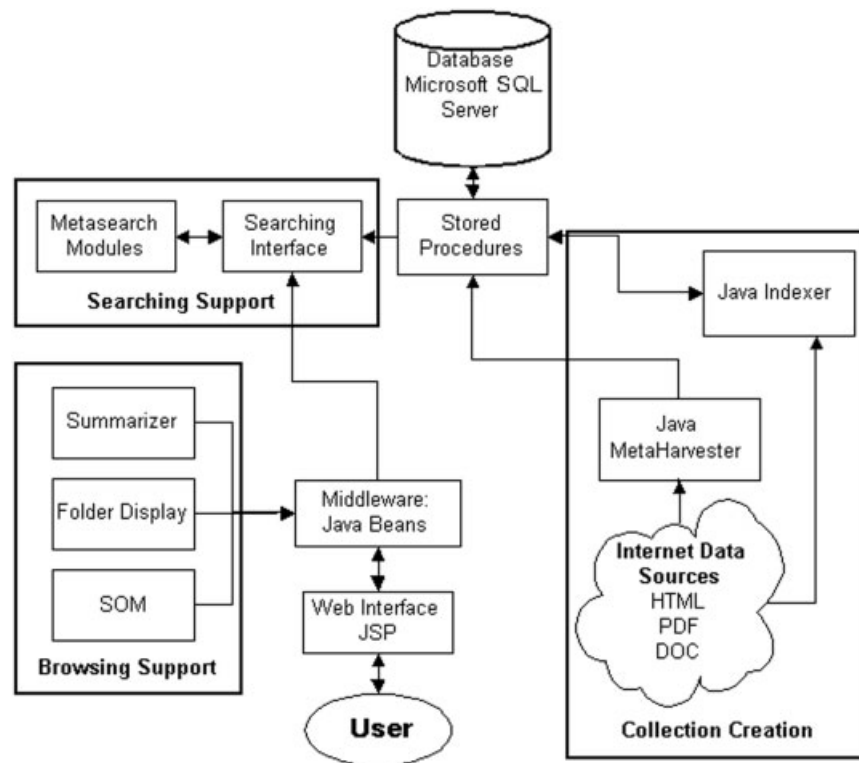 Database
Microsoft SQL
Server
Metasearch
Modules
Searching
Interface
Searching Support
Stored
Procedures
Java Indexer
Java
MetaHarvester
Internet Data
Sources
HTML
PDF
DOC
Collection Creation
Summarizer
Folder Display
SOM
Browsing Support
Middleware:
Java Beans
Web Interface
JSP
User